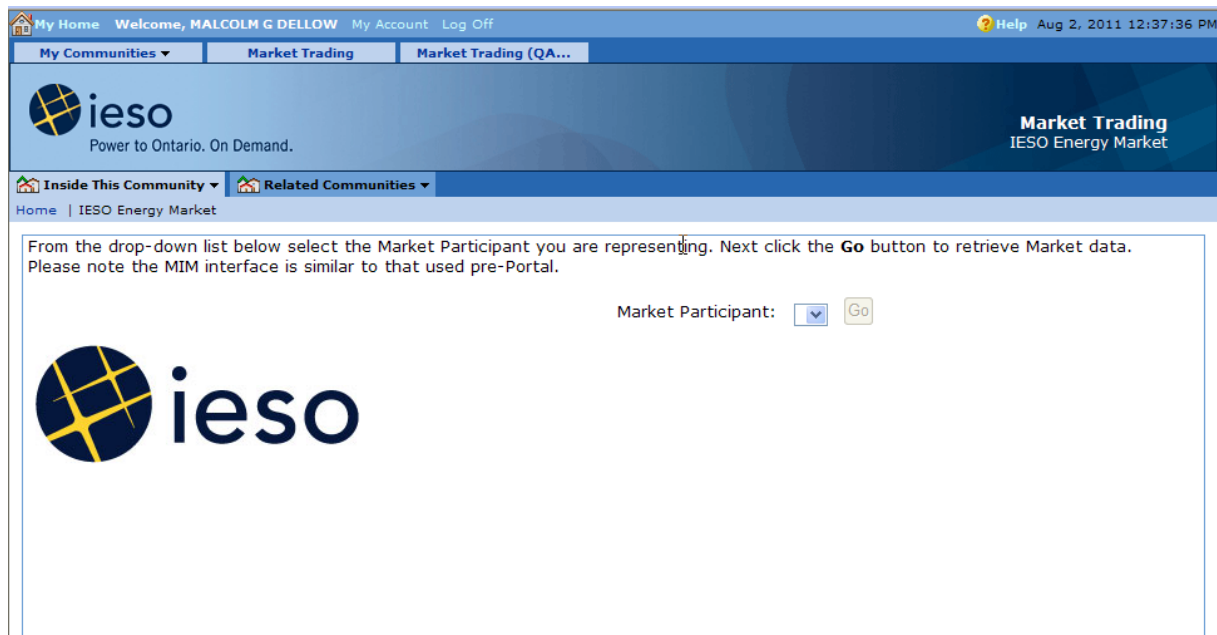 My Home Welcome, MALCOLM G DELLOW My Account Log Off Help Aug 2, 2011 12:37:36 PM
My Communities Market Trading Market Trading (QA...
ieso
Power to Ontario. On Demand.
Market Trading
IESO Energy Market
Inside This Community Related Communities
Home | IESO Energy Market
From the drop-down list below select the Market Participant you are representing. Next click the Go button to retrieve Market data.
Please note the MIM interface is similar to that used pre-Portal.
Market Participant: Go
ieso